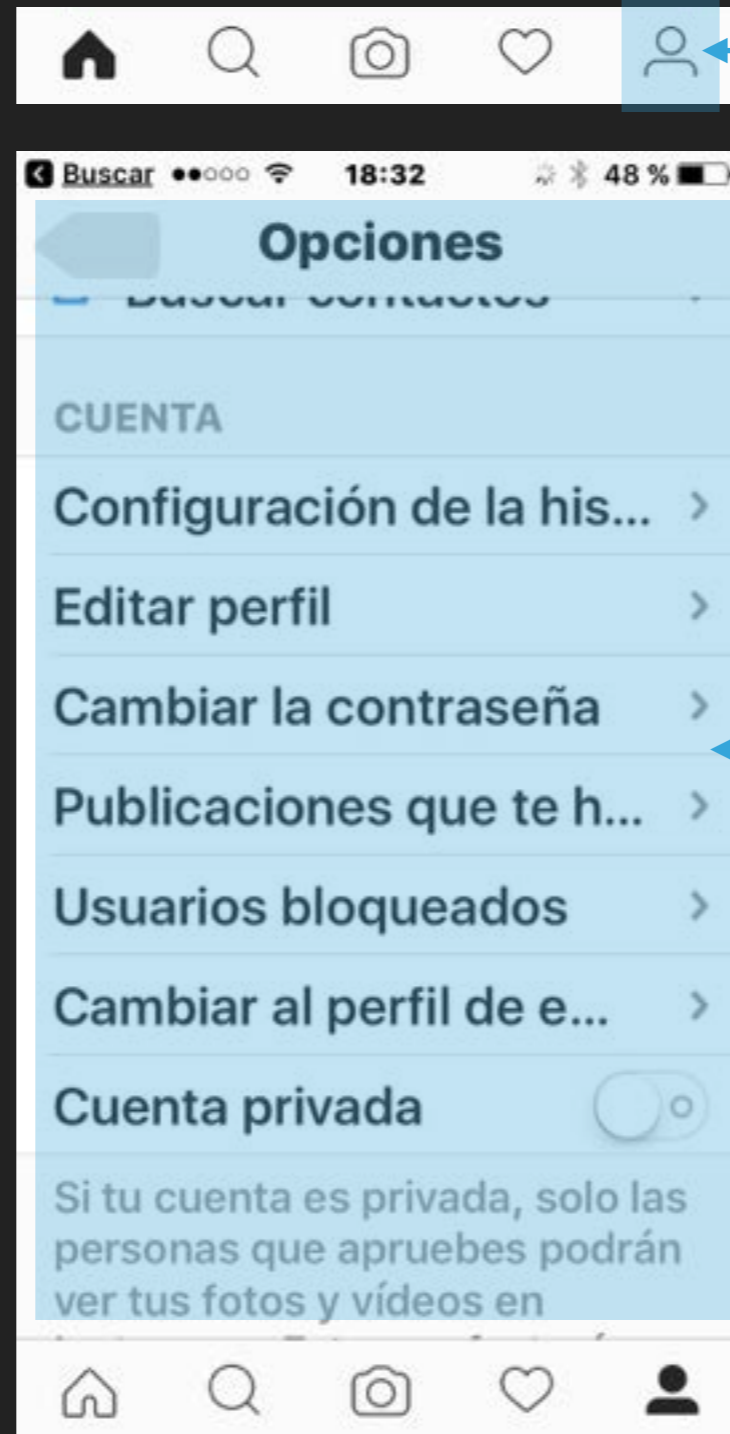 Buscar 18:32 48 %
Opciones
Buscar contactos
CUENTA
Configuración de la his...
Editar perfil
Cambiar la contraseña
Publicaciones que te h...
Usuarios bloqueados
Cambiar al perfil de e...
Cuenta privada
Si tu cuenta es privada, solo las
personas que apruebes podrán
ver tus fotos y vídeos en